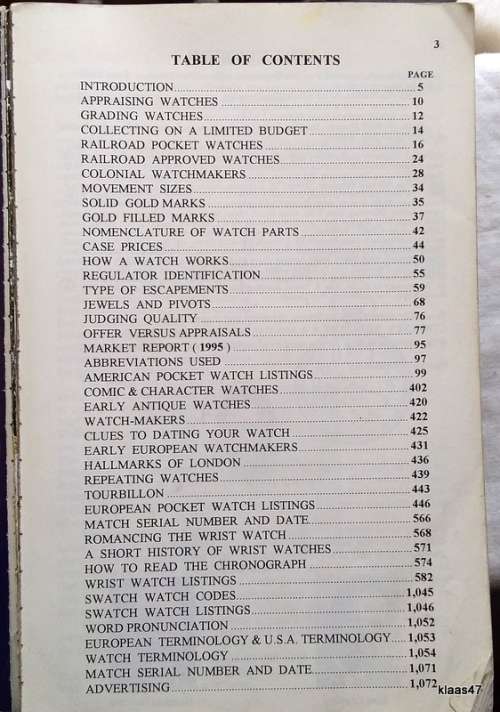 3
TABLE OF CONTENTS
PAGE
INTRODUCTION 5
APPRAISING WATCHES 10
GRADING WATCHES 12
COLLECTING ON A LIMITED BUDGET 14
RAILROAD POCKET WATCHES 16
RAILROAD APPROVED WATCHES 24
COLONIAL WATCHMAKERS 28
MOVEMENT SIZES 34
SOLID GOLD MARKS 35
GOLD FILLED MARKS 37
NOMENCLATURE OF WATCH PARTS 42
CASE PRICES 44
HOW A WATCH WORKS 50
REGULATOR IDENTIFICATION 55
TYPE OF ESCAPEMENTS 59
JEWELS AND PIVOTS 68
JUDGING QUALITY 76
OFFER VERSUS APPRAISALS 77
MARKET REPORT ( 1995 ) 95
ABBREVIATIONS USED 97
AMERICAN POCKET WATCH LISTINGS 99
COMIC & CHARACTER WATCHES 402
EARLY ANTIQUE WATCHES 420
WATCH-MAKERS 422
CLUES TO DATING YOUR WATCH 425
EARLY EUROPEAN WATCHMAKERS 431
HALLMARKS OF LONDON 436
REPEATING WATCHES 439
TOURBILLON 443
EUROPEAN POCKET WATCH LISTINGS 446
MATCH SERIAL NUMBER AND DATE 566
ROMANCING THE WRIST WATCH 568
A SHORT HISTORY OF WRIST WATCHES 571
HOW TO READ THE CHRONOGRAPH 574
WRIST WATCH LISTINGS 582
SWATCH WATCH CODES 1,045
SWATCH WATCH LISTINGS 1,046
WORD PRONUNCIATION 1,052
EUROPEAN TERMINOLOGY & U.S.A. TERMINOLOGY 1,053
WATCH TERMINOLOGY 1,054
MATCH SERIAL NUMBER AND DATE 1,071
ADVERTISING 1,072
klaas47